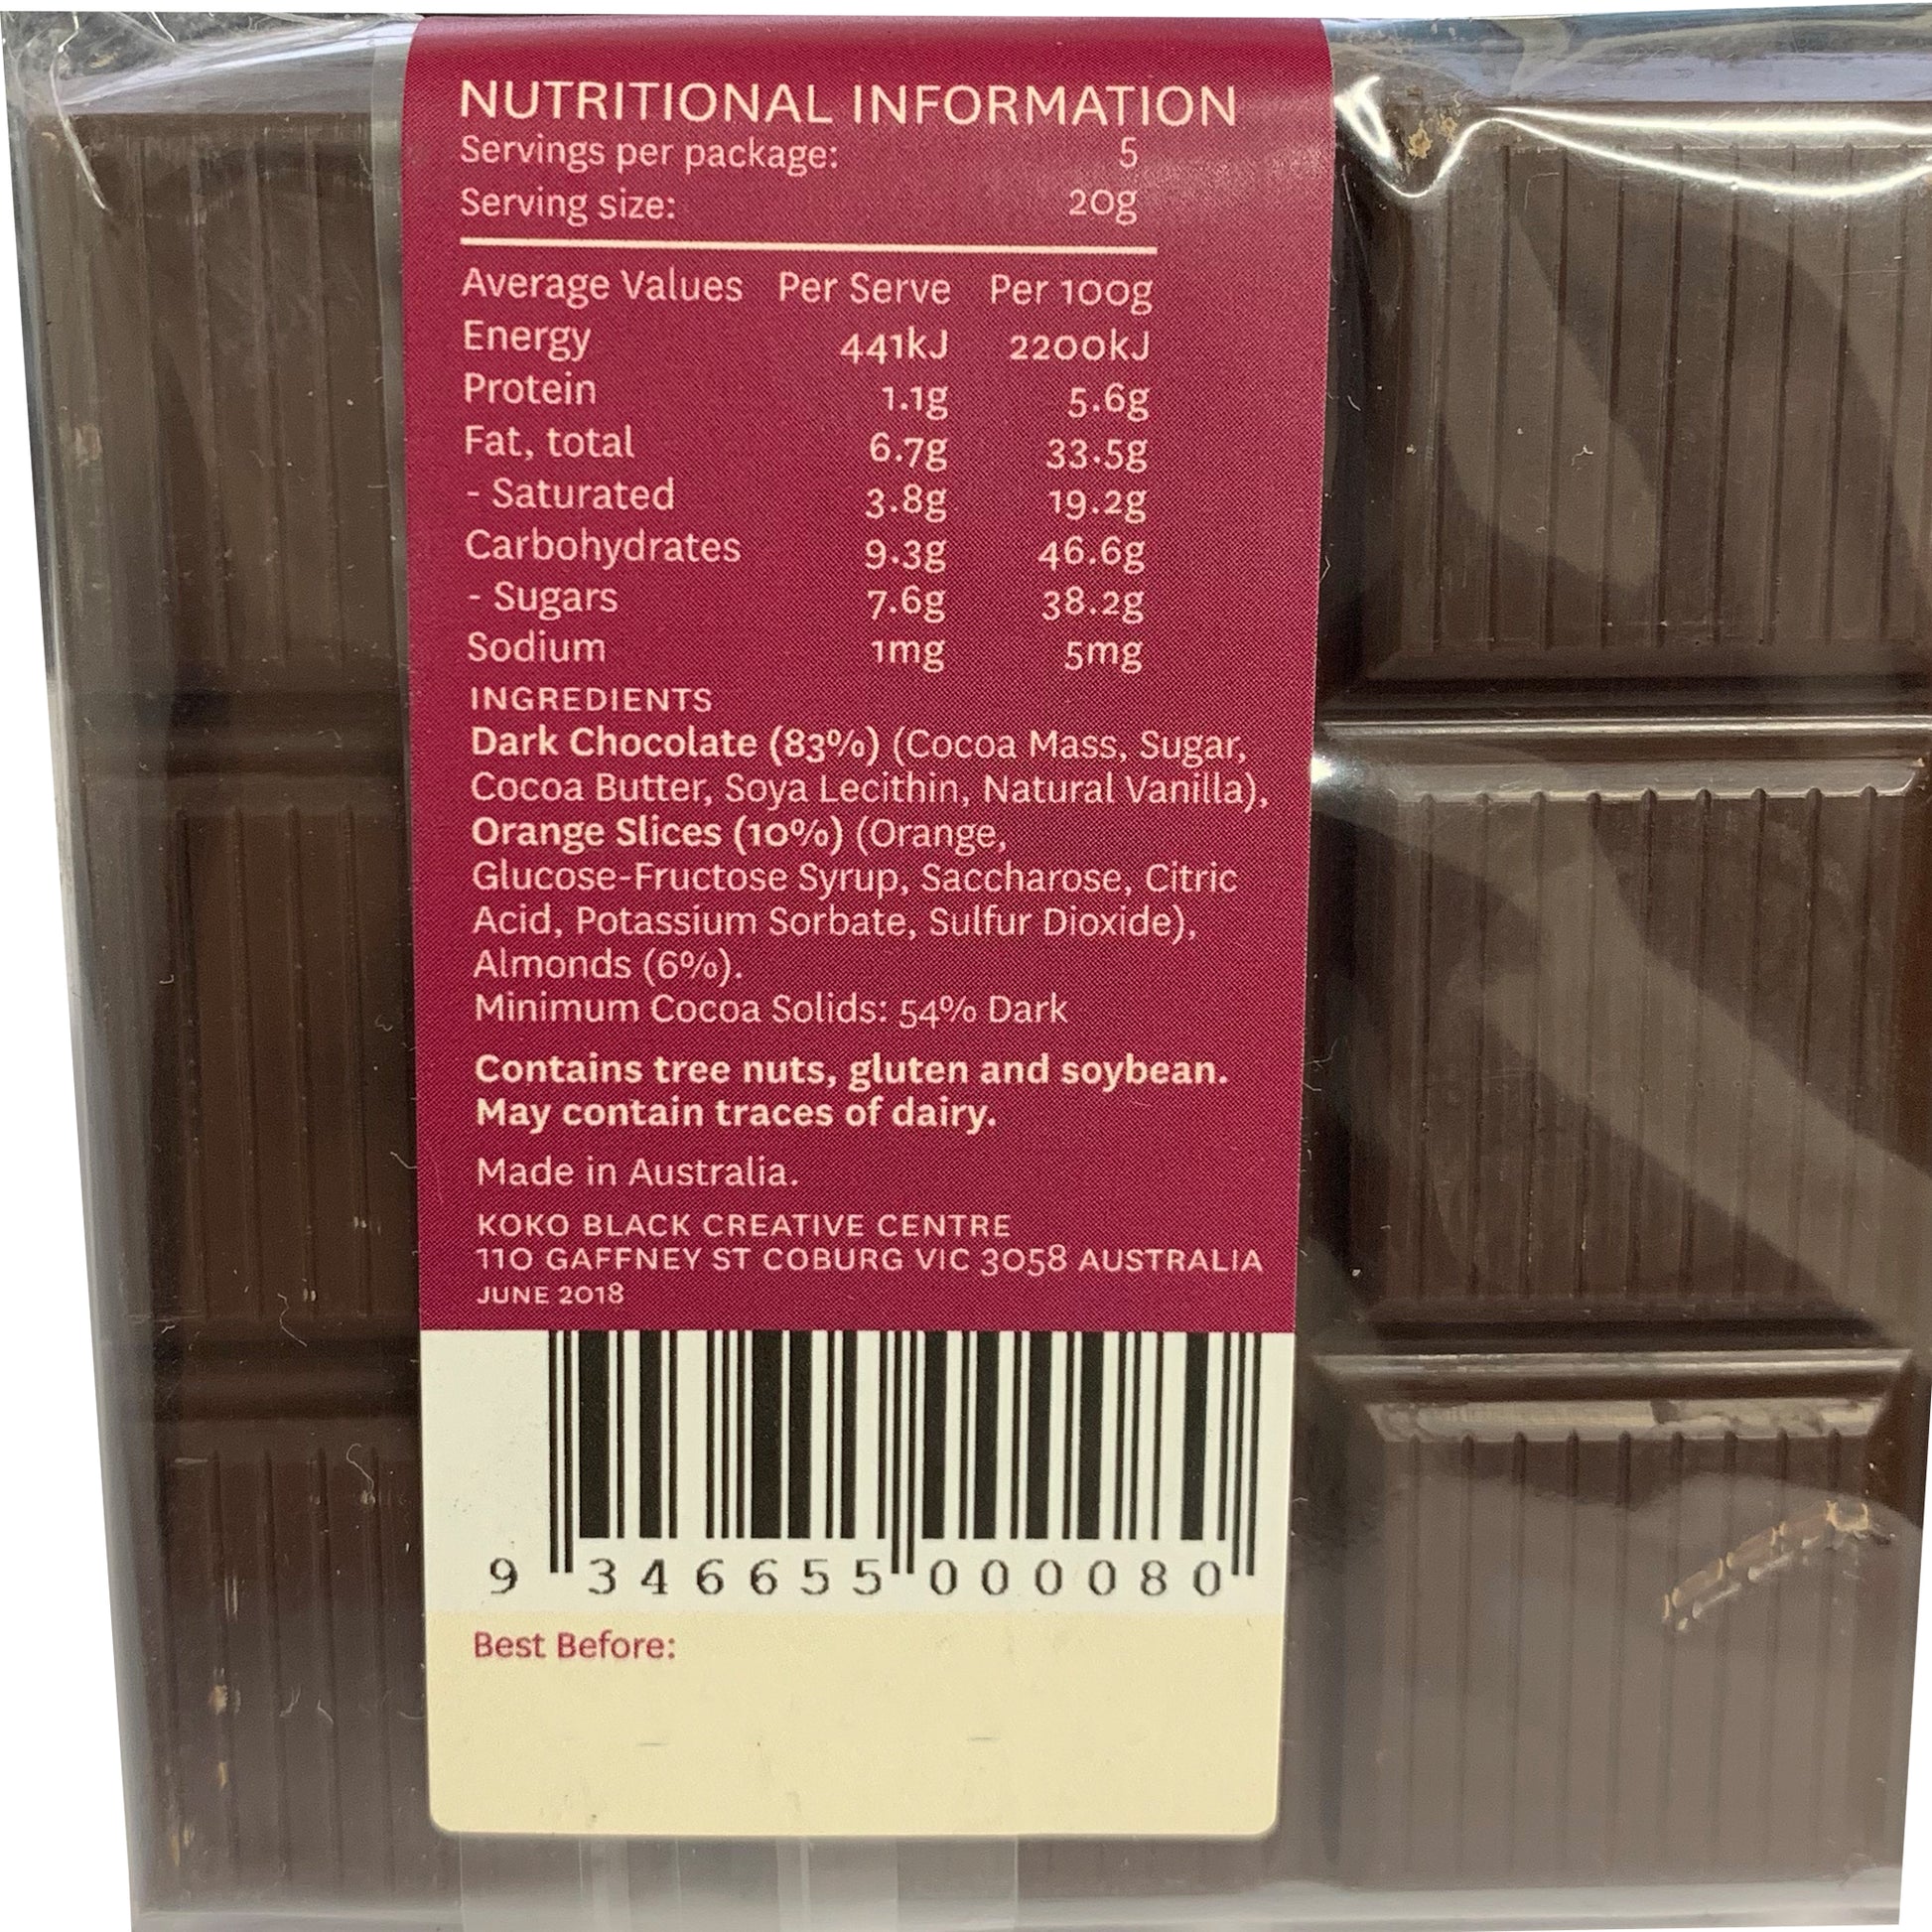 NUTRITIONAL INFORMATION
Servings per package: 5
Serving size: 20g
Average Values Per Serve Per 100g
Energy 441kJ 2200kJ
Protein 1.1g 5.6g
Fat, total 6.7g 33.5g
- Saturated 3.8g 19.2g
Carbohydrates 9.3g 46.6g
- Sugars 7.6g 38.2g
Sodium 1mg 5mg
INGREDIENTS
Dark Chocolate (83%) (Cocoa Mass, Sugar,
Cocoa Butter, Soya Lecithin, Natural Vanilla),
Orange Slices (10%) (Orange,
Glucose-Fructose Syrup, Saccharose, Citric
Acid, Potassium Sorbate, Sulfur Dioxide),
Almonds (6%).
Minimum Cocoa Solids: 54% Dark
Contains tree nuts, gluten and soybean.
May contain traces of dairy.
Made in Australia.
KOKO BLACK CREATIVE CENTRE
110 GAFFNEY ST COBURG VIC 3058 AUSTRALIA
JUNE 2018
9 346655 000080
Best Before: